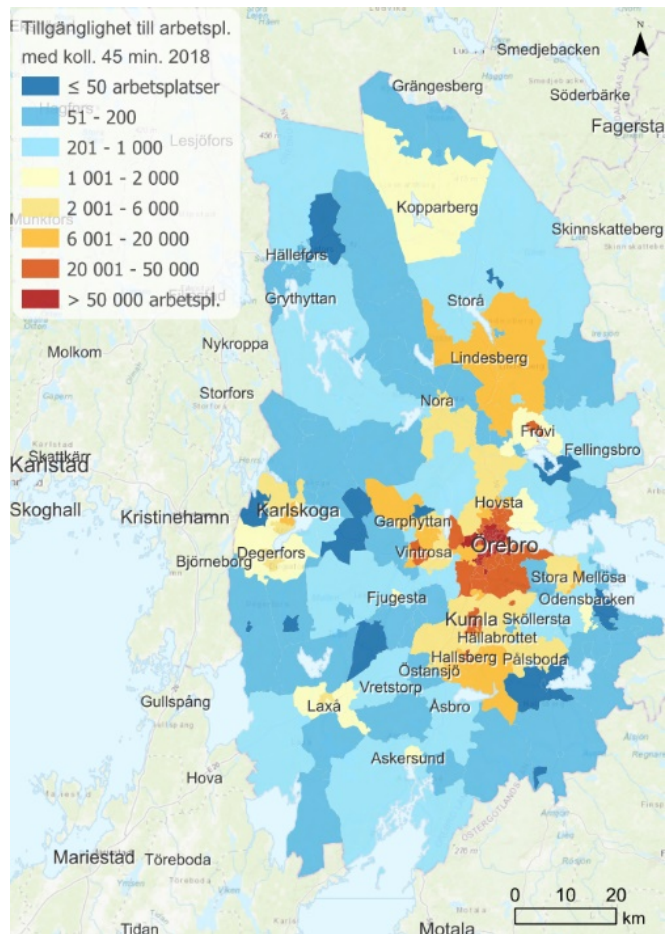 Tillgänglighet till arbetspl.
med koll. 45 min. 2018
≤ 50 arbetsplatser
51 - 200
201 - 1 000
1 001 - 2 000
2 001 - 6 000
6 001 - 20 000
20 001 - 50 000
> 50 000 arbetspl.
N
Smedjebacken
Grängesberg
Söderbärke
Fagersta
Lesjöfors
Kopparberg
Skinnskatteberg
Hällefors
Grythyttan
Storå
Nykroppa
Molkom
Lindesberg
Storfors
Nora
Frövi
Fellingsbro
Skattkärr
Karlstad
Skoghall
Kristinehamn
Karlskoga
Hovsta
Garphyttan
Örebro
Degerfors
Vintrosa
Björneborg
Stora Mellösa
Fjugesta
Odensbacken
Kumla
Sköllersta
Hällabrottet
Hallsberg
Pålsboda
Östansjö
Vretstorp
Gullspång
Laxå
Åsbro
Askersund
Hova
ÖSTERGÖTLANDS
Mariestad
Töreboda
0 10 20
km
Tidan
Motala